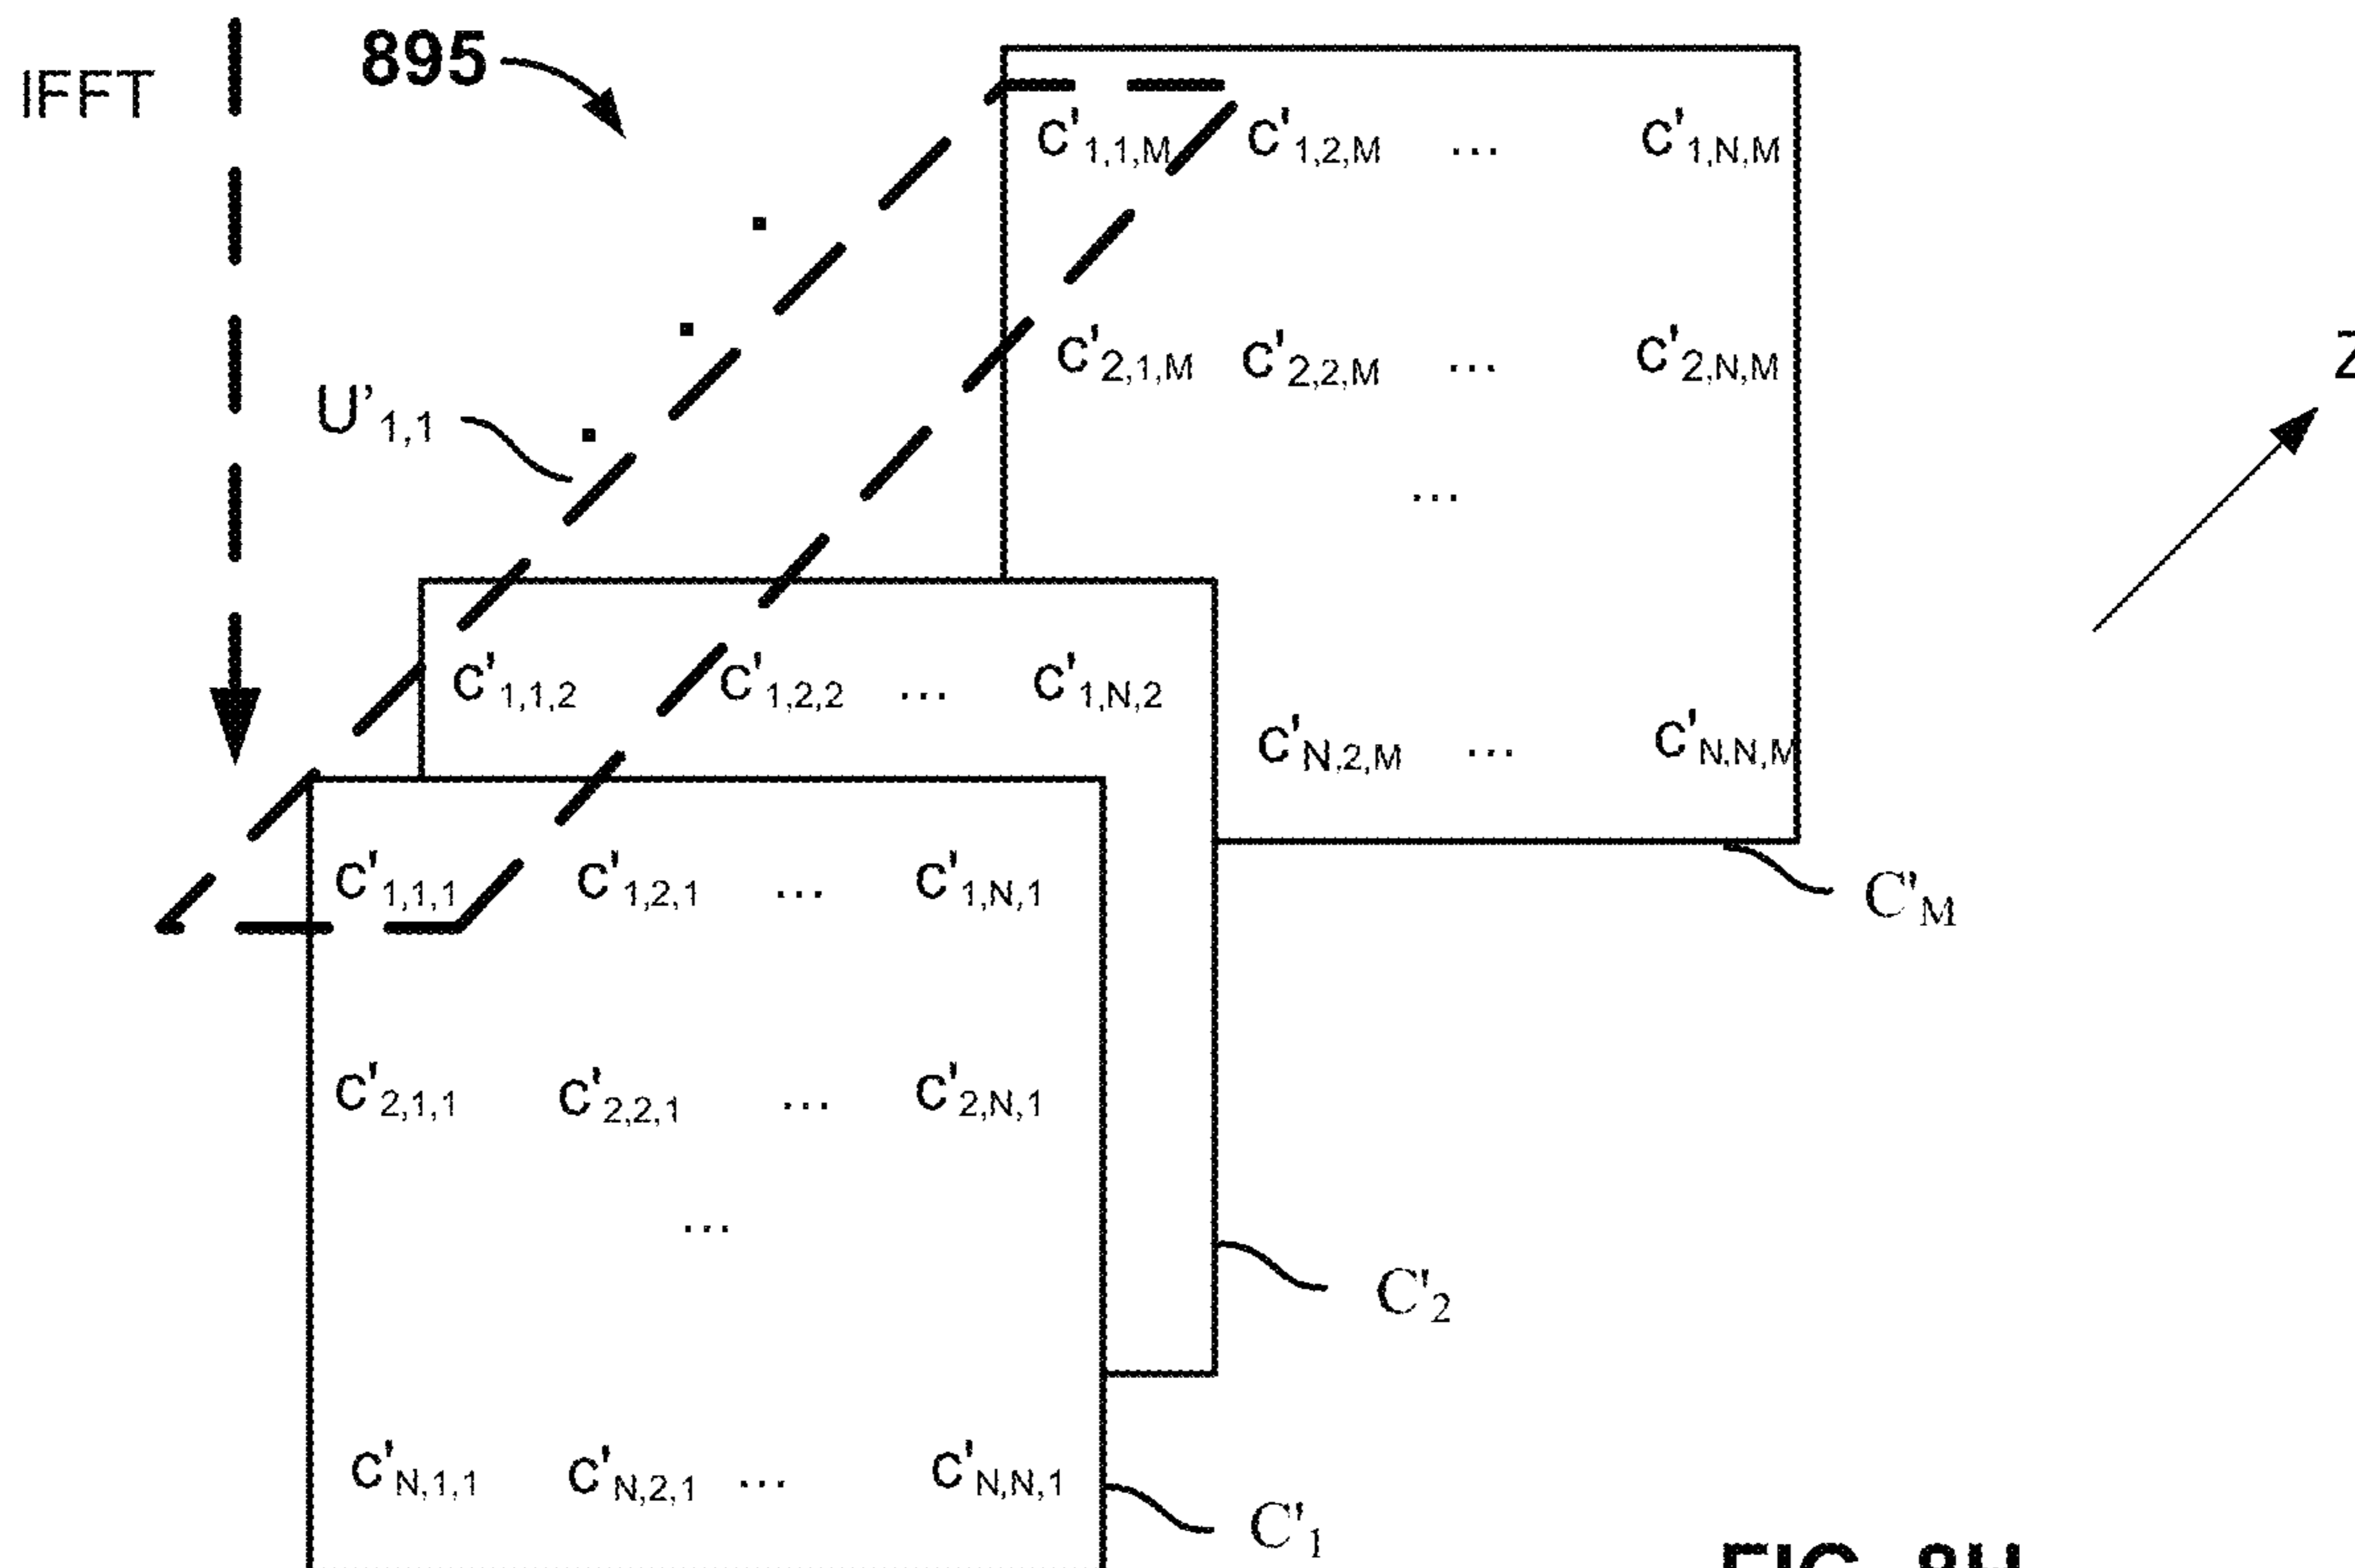 IFFT
895
C'1,1,M C'1,2,M ... C'1,N,M
C'2,1,M C'2,2,M ... C'2,N,M
Z
U’1,1
...
C'1,1,2 C'1,2,2 ... C'1,N,2
C'N,2,M ... C'N,N,M
C'1,1,1 C'1,2,1 ... C'1,N,1
C'M
C'2,1,1 C'2,2,1 ... C'2,N,1
...
C'2
C'N,1,1 C'N,2,1 ... C'N,N,1
C'1
FIG. 8H